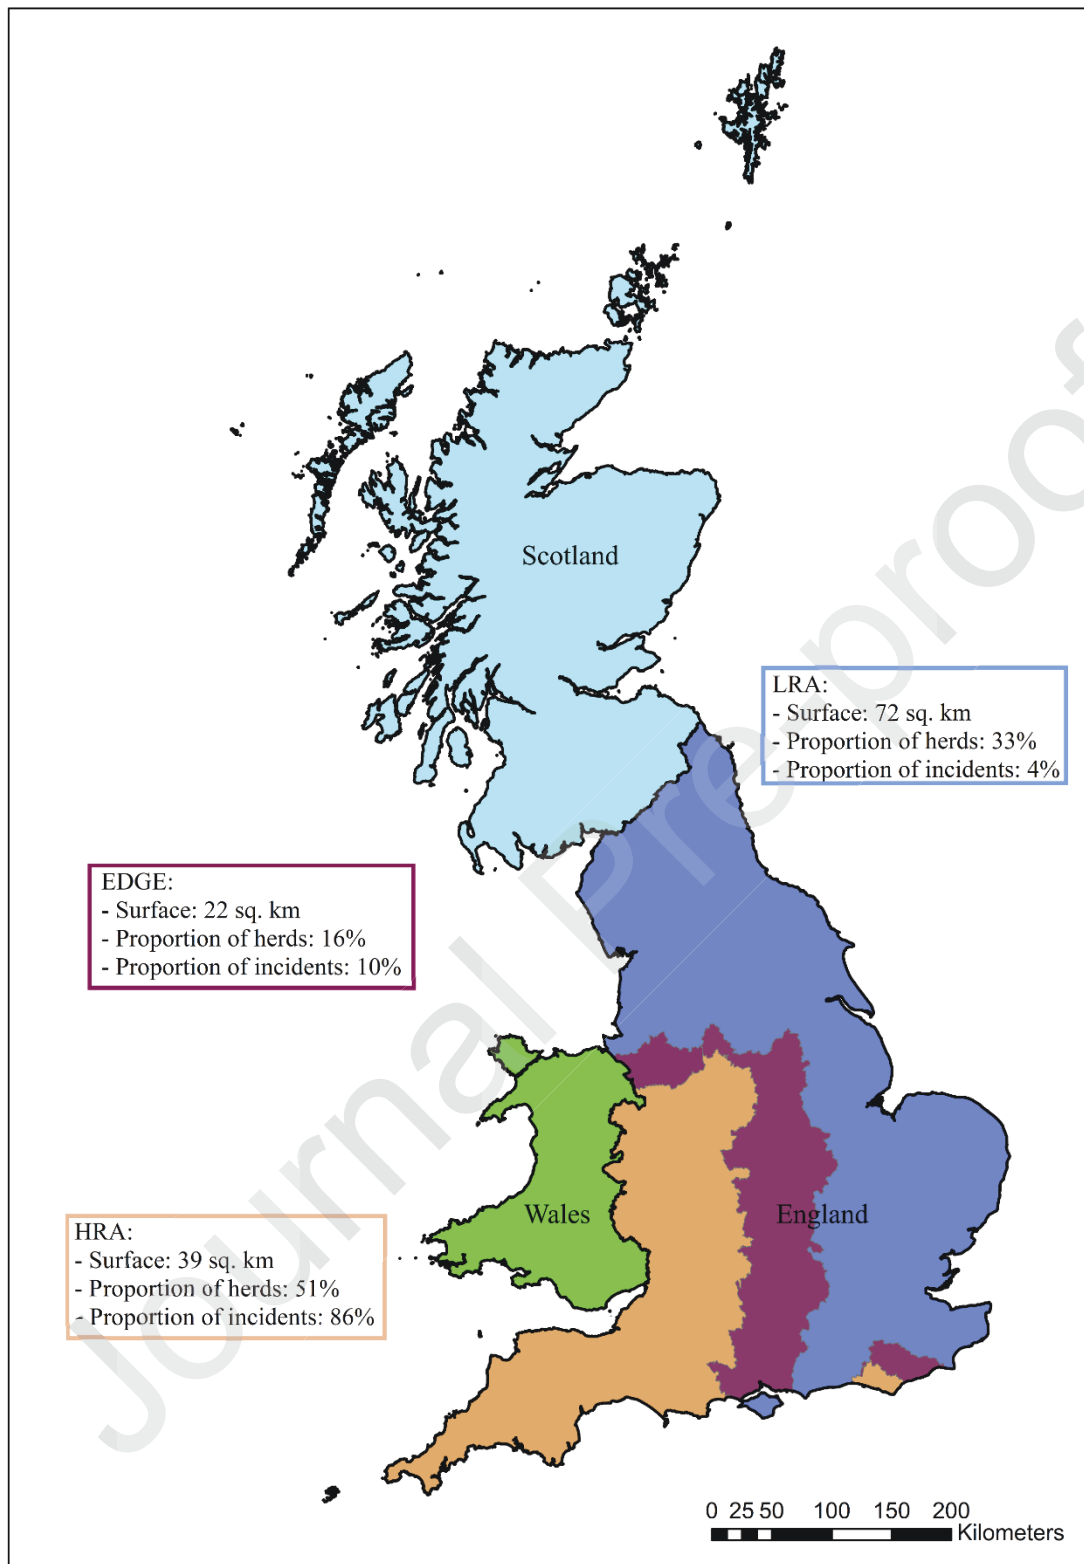 Scotland
LRA:
- Surface: 72 sq. km
- Proportion of herds: 33%
- Proportion of incidents: 4%
EDGE:
- Surface: 22 sq. km
- Proportion of herds: 16%
- Proportion of incidents: 10%
Wales
England
HRA:
- Surface: 39 sq. km
- Proportion of herds: 51%
- Proportion of incidents: 86%
0 25 50 100 150 200
Kilometers
Journal Pre-proof